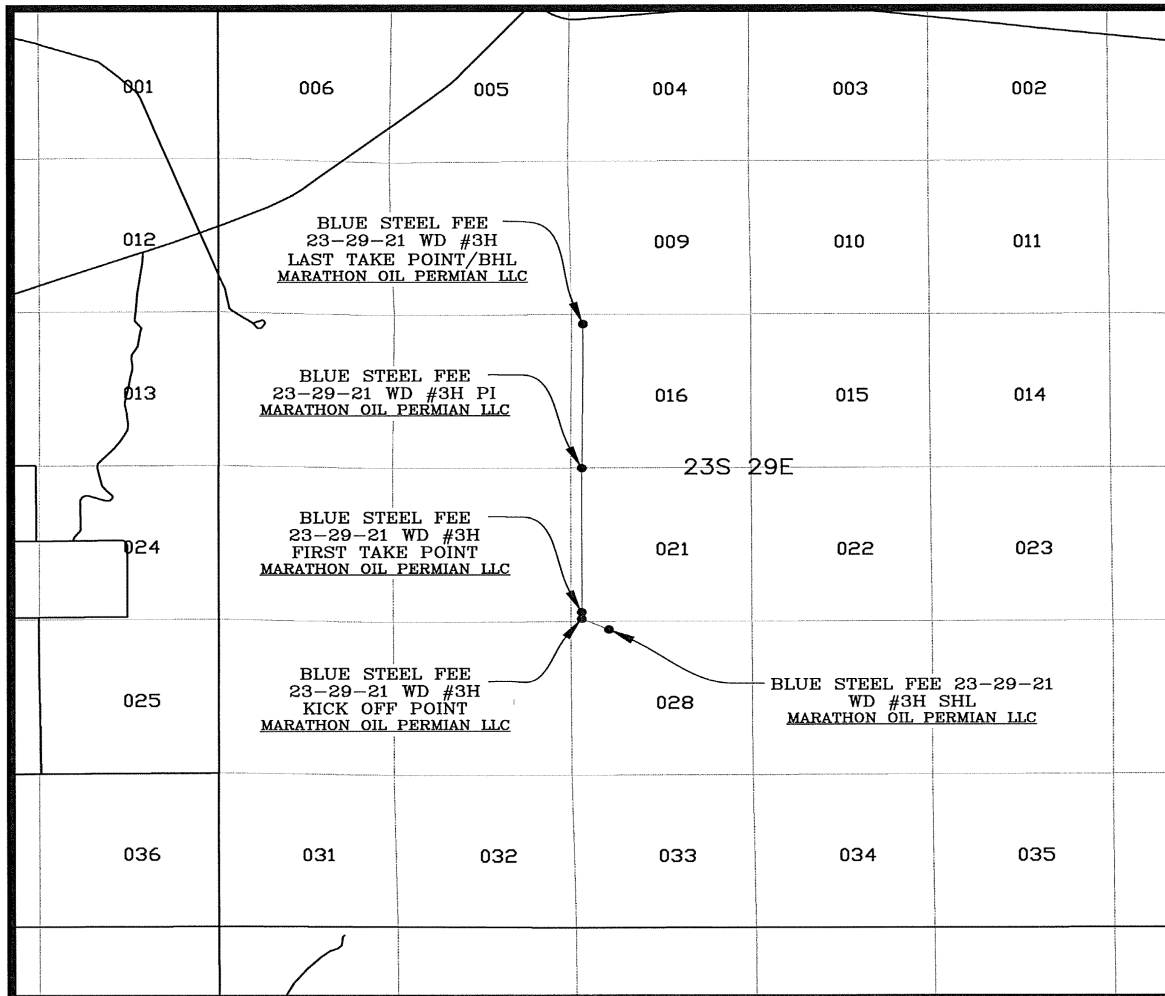 001 006 005 004 003 002
BLUE STEEL FEE
23-29-21 WD #3H
LAST TAKE POINT/BHL
MARATHON OIL PERMIAN LLC
012 009 010 011
BLUE STEEL FEE
23-29-21 WD #3H PI
MARATHON OIL PERMIAN LLC
013 016 015 014
23S 29E
BLUE STEEL FEE
23-29-21 WD #3H
FIRST TAKE POINT
MARATHON OIL PERMIAN LLC
024 021 022 023
BLUE STEEL FEE
23-29-21 WD #3H
KICK OFF POINT
MARATHON OIL PERMIAN LLC
025 028
BLUE STEEL FEE 23-29-21
WD #3H SHL
MARATHON OIL PERMIAN LLC
036 031 032 033 034 035